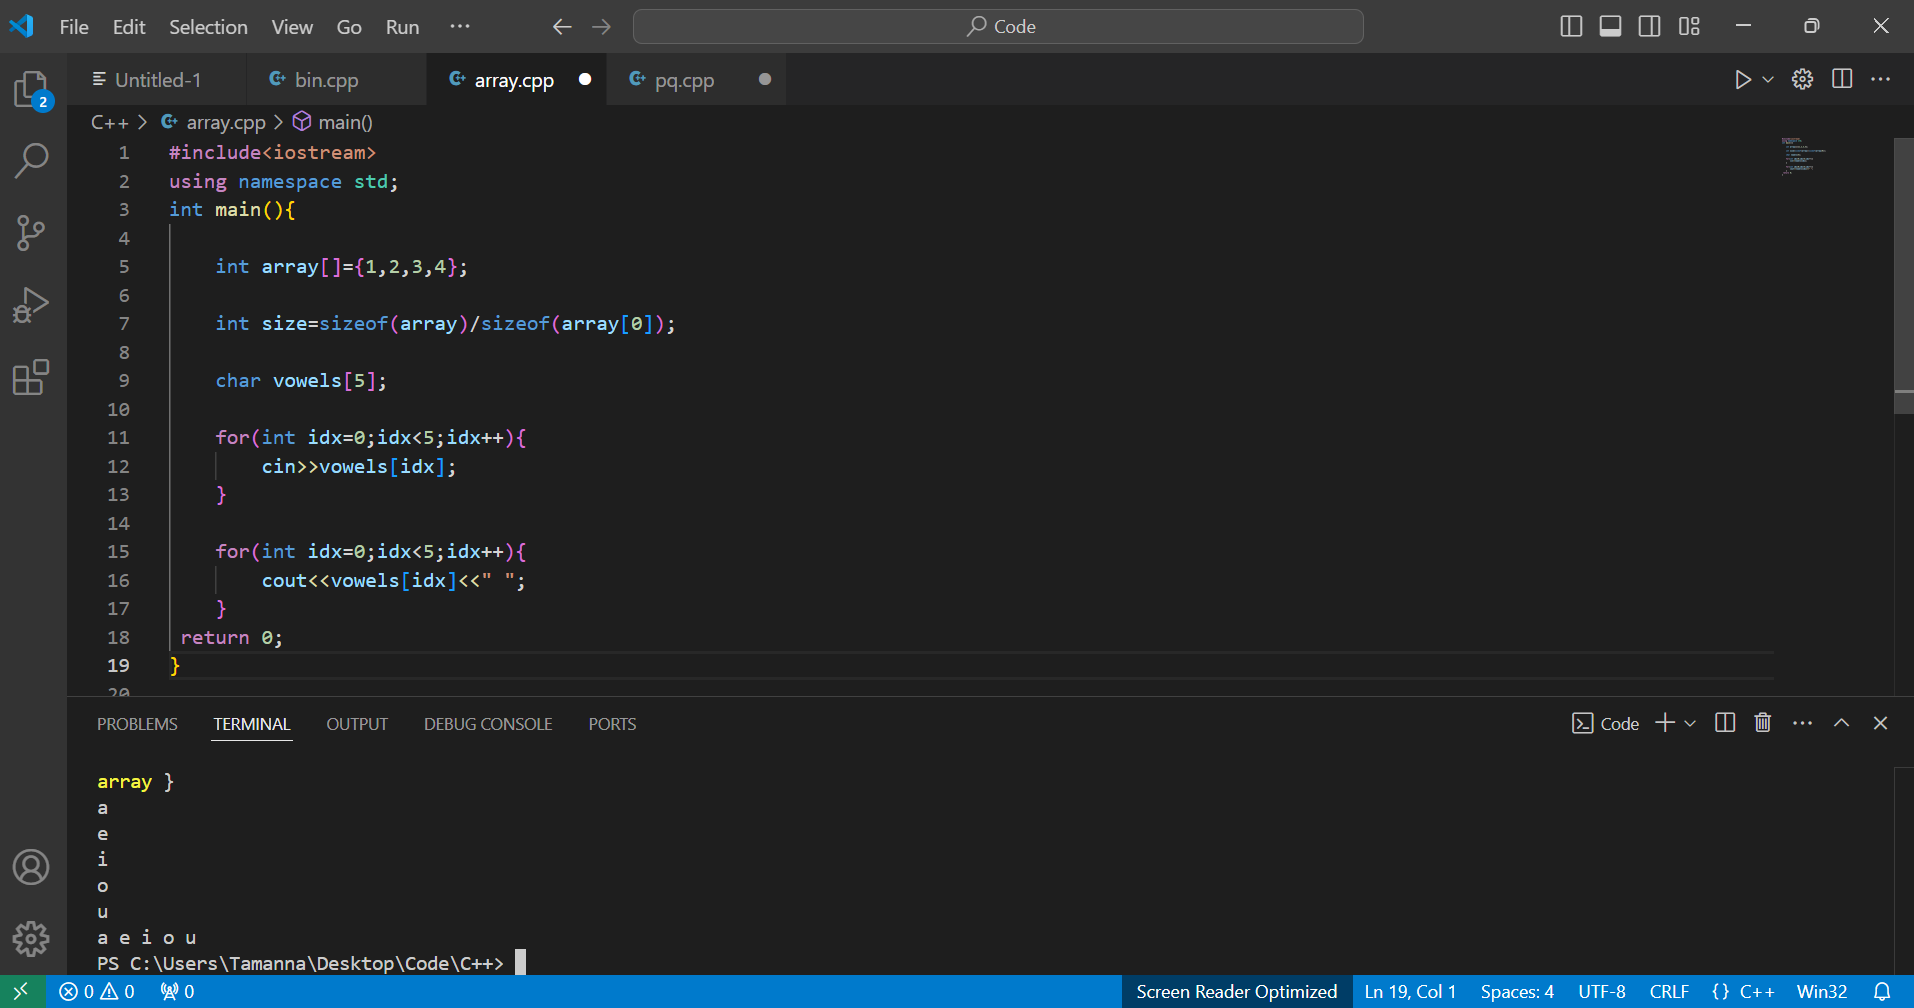 File Edit Selection View Go Run ··· Code
Untitled-1 bin.cpp array.cpp pq.cpp
2
C++ > array.cpp > main()
1 #include<iostream>
2 using namespace std;
3 int main(){
4
5 int array[]={1,2,3,4};
6
7 int size=sizeof(array)/sizeof(array[0]);
8
9 char vowels[5];
10
11 for(int idx=0;idx<5;idx++){
12 cin>>vowels[idx];
13 }
14
15 for(int idx=0;idx<5;idx++){
16 cout<<vowels[idx]<<" ";
17 }
18 return 0;
19 }
20
PROBLEMS TERMINAL OUTPUT DEBUG CONSOLE PORTS Code
array }
a
e
i
o
u
a e i o u
PS C:\Users\Tamanna\Desktop\Code\C++>
0 0 0 Screen Reader Optimized Ln 19, Col 1 Spaces: 4 UTF-8 CRLF {} C++ Win32